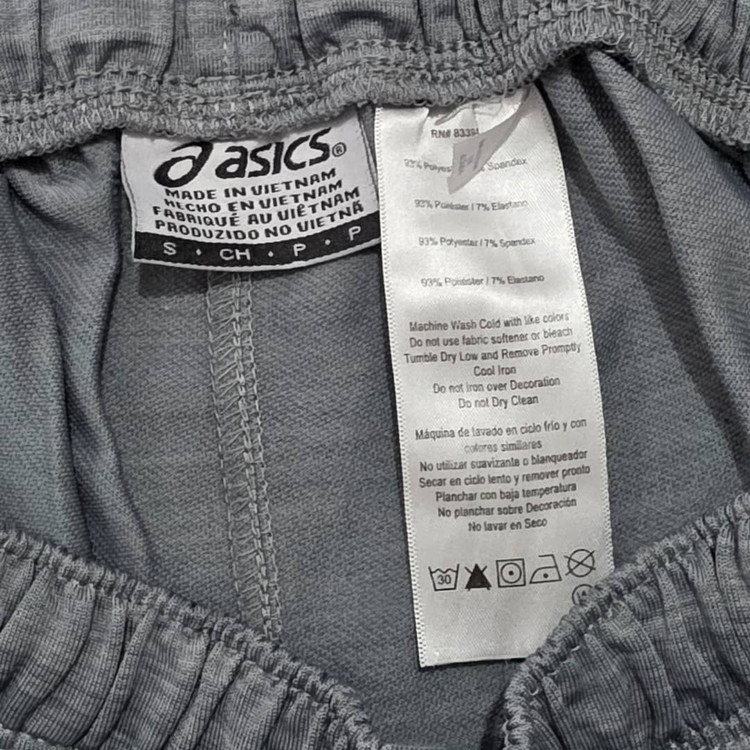 asics®
MADE IN VIETNAM
HECHO EN VIETNAM
FABRIQUÉ AU VIÊTNAM
PRODUZIDO NO VIETNÃ
S • CH • P • P
RN# 8339
93% Spandex
93% Poliéster / 7% Elastano
93% Polyester / 7% Spandex
93% Poliéster / 7% Elastano
Machine Wash Cold with like colors
Do not use fabric softener or bleach
Tumble Dry Low and Remove Promptly
Cool Iron
Do not iron over Decoration
Do not Dry Clean
Máquina de lavado en ciclo frío y con
colores similares
No utilizar suavizante o blanqueador
Secar en ciclo lento y remover pronto
Planchar con baja temperatura
No planchar sobre Decoración
No lavar en Seco
30